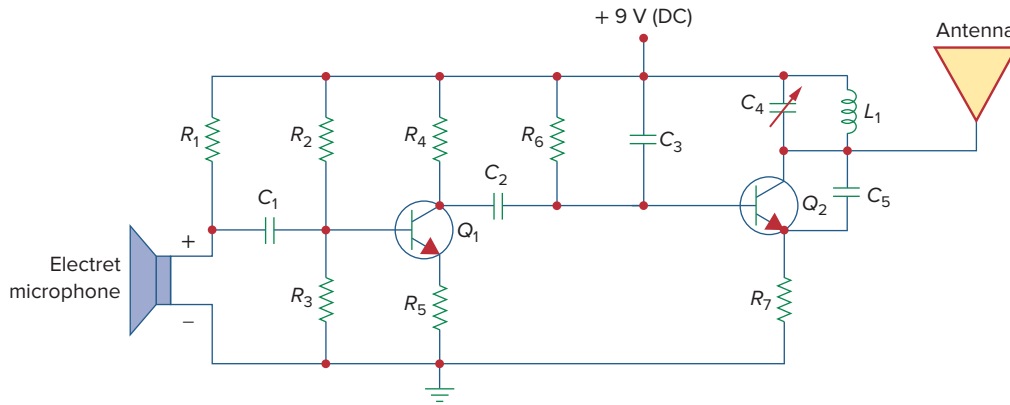 + 9 V (DC)
Antenna
R1
R2
R4
R6
C3
C4
L1
C1
C2
Q1
Q2
C5
+
Electret
microphone
−
R3
R5
R7